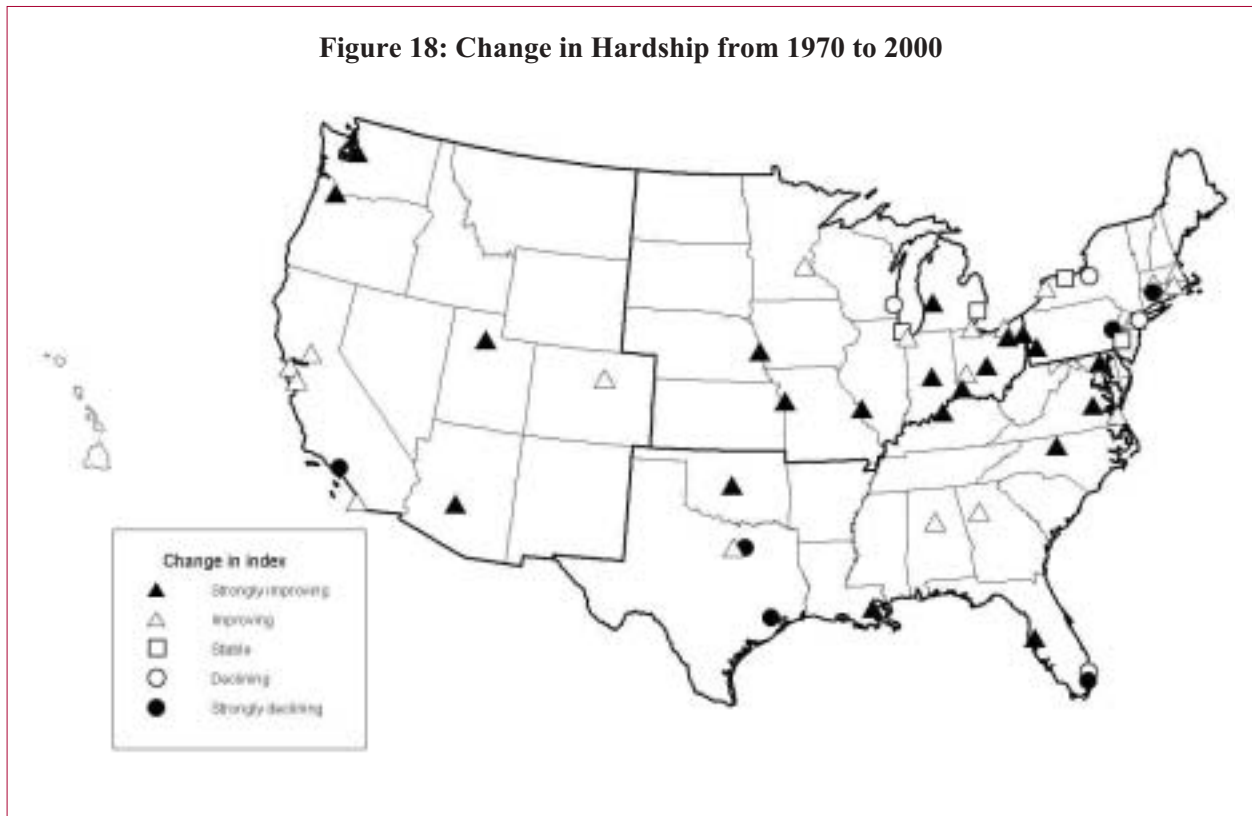 Figure 18: Change in Hardship from 1970 to 2000
Change in index
Strongly improving
Improving
Stable
Declining
Strongly declining